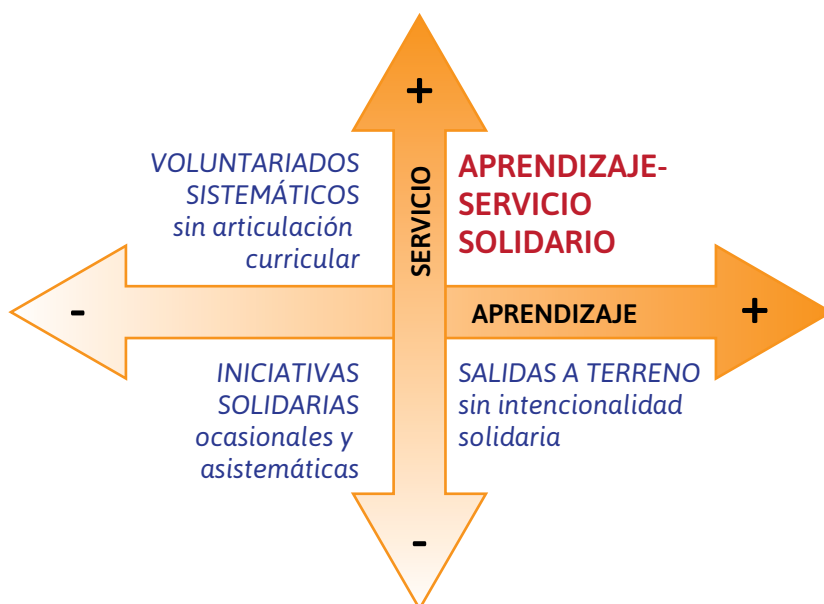 +
VOLUNTARIADOS
SISTEMÁTICOS
sin articulación
curricular
SERVICIO
APRENDIZAJE-
SERVICIO
SOLIDARIO
-
APRENDIZAJE
+
INICIATIVAS
SOLIDARIAS
ocasionales y
asistemáticas
SALIDAS A TERRENO
sin intencionalidad
solidaria
-